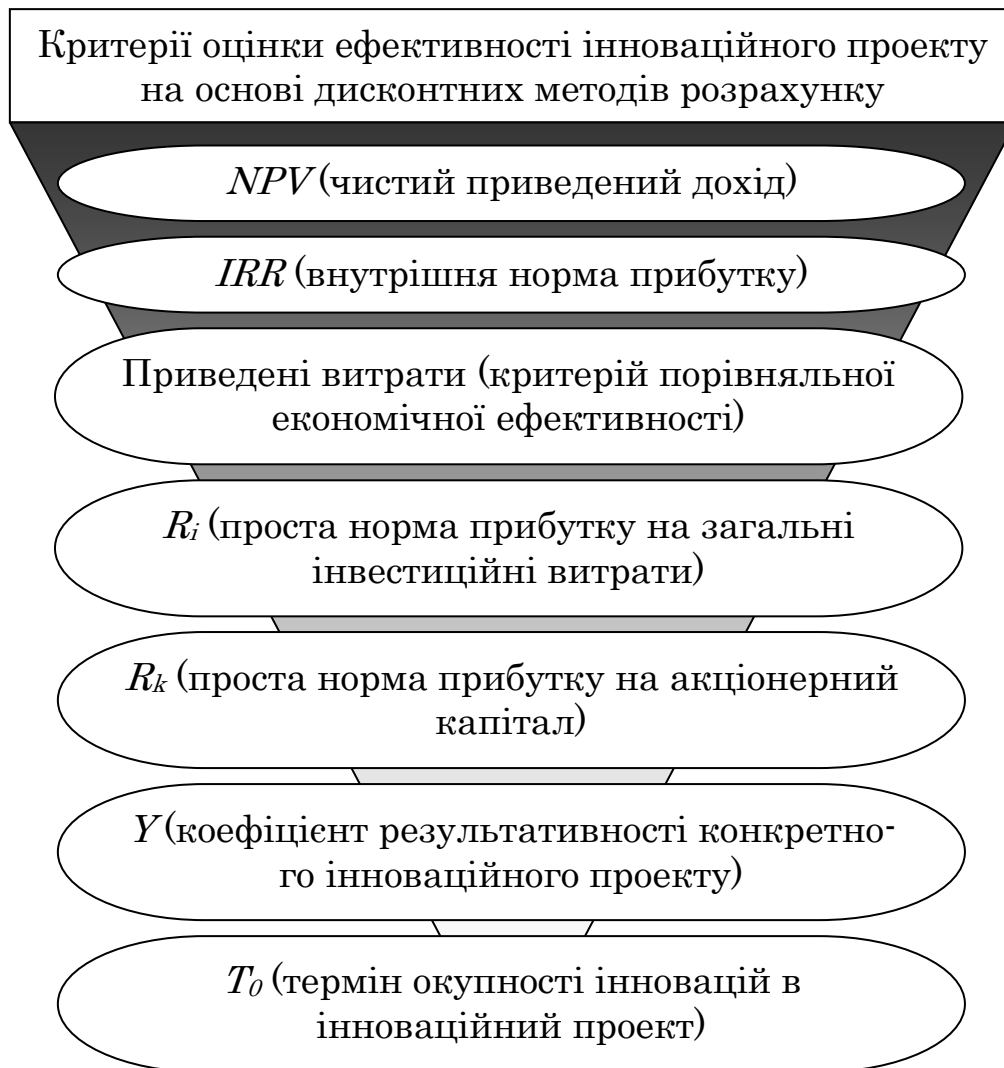 Критерії оцінки ефективності інноваційного проекту
на основі дисконтних методів розрахунку
NPV (чистий приведений дохід)
IRR (внутрішня норма прибутку)
Приведені витрати (критерій порівняльної
економічної ефективності)
Ri (проста норма прибутку на загальні
інвестиційні витрати)
Rk (проста норма прибутку на акціонерний
капітал)
Y (коефіцієнт результативності конкретно-
го інноваційного проекту)
T0 (термін окупності інновацій в
інноваційний проект)